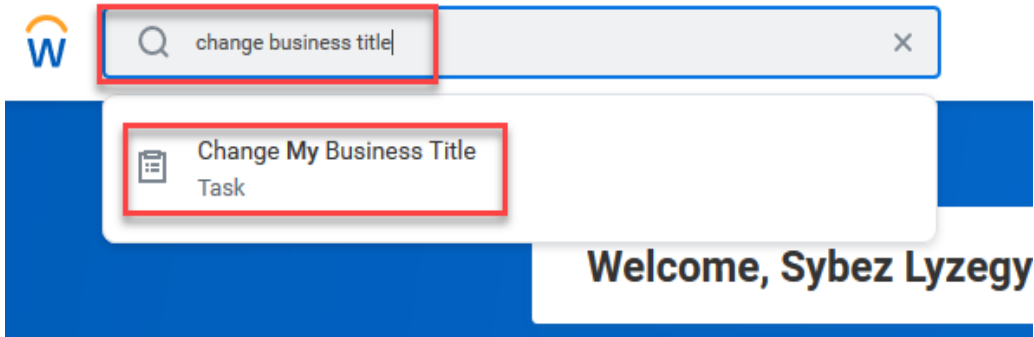 W
change business title
Change My Business Title
Task
Welcome, Sybez Lyzegy